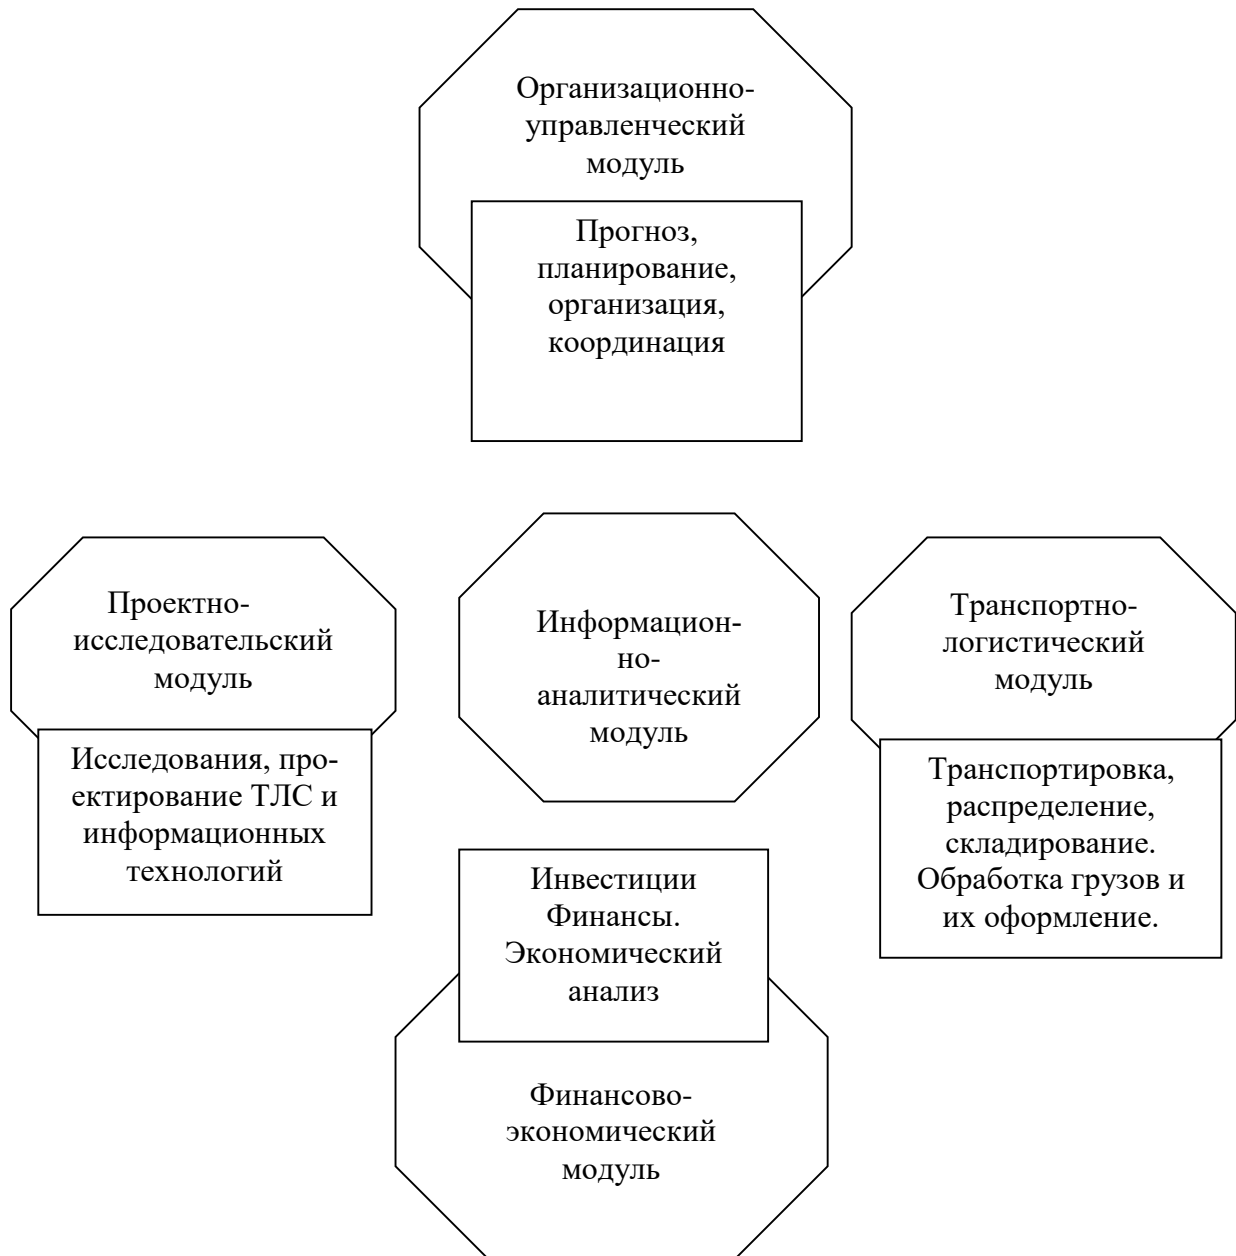 Организационно-
управленческий
модуль
Прогноз,
планирование,
организация,
координация
Проектно-
исследовательский
модуль
Исследования, про-
ектирование ТЛС и
информационных
технологий
Информацион-
но-
аналитический
модуль
Транспортно-
логистический
модуль
Транспортировка,
распределение,
складирование.
Обработка грузов и
их оформление.
Инвестиции
Финансы.
Экономический
анализ
Финансово-
экономический
модуль